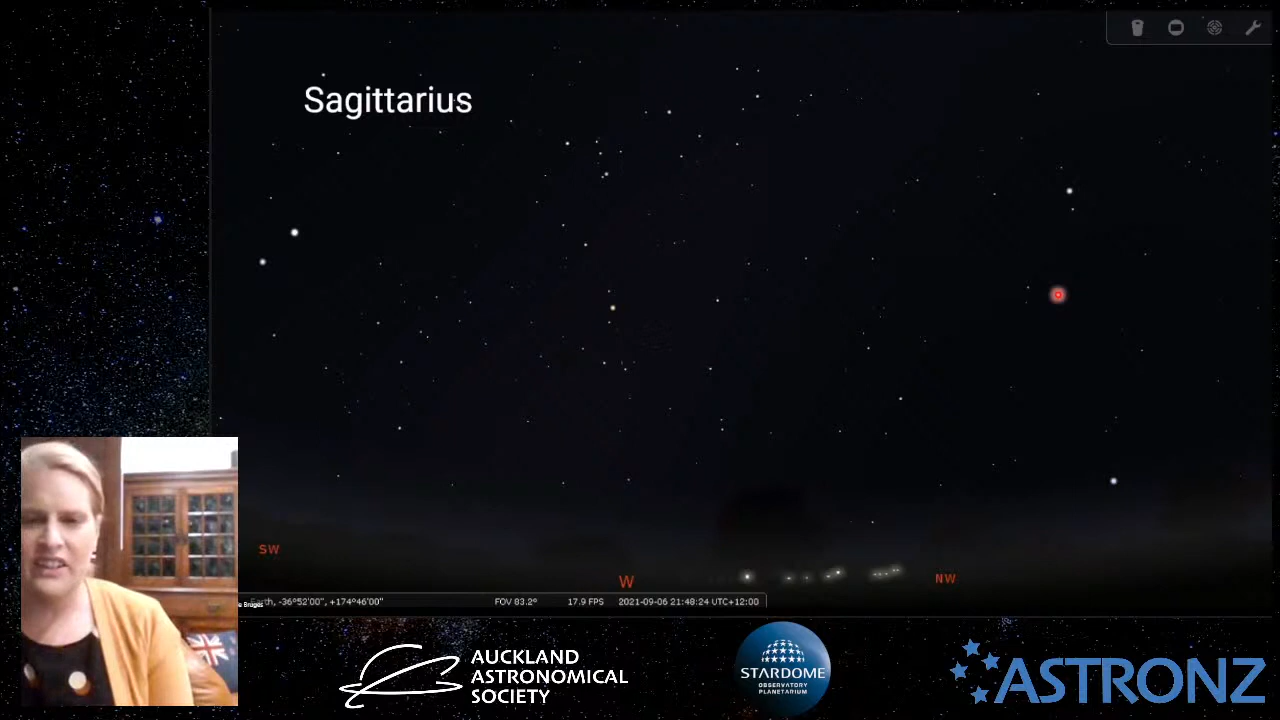 Sagittarius
SW
W
NW
Earth, -36°52'00", +174°46'00"
FOV 83.2°
17.9 FPS
2021-09-06 21:48:24 UTC+12:00
AUCKLAND
ASTRONOMICAL
SOCIETY
STARDOME
OBSERVATORY
PLANETARIUM
ASTRONZ